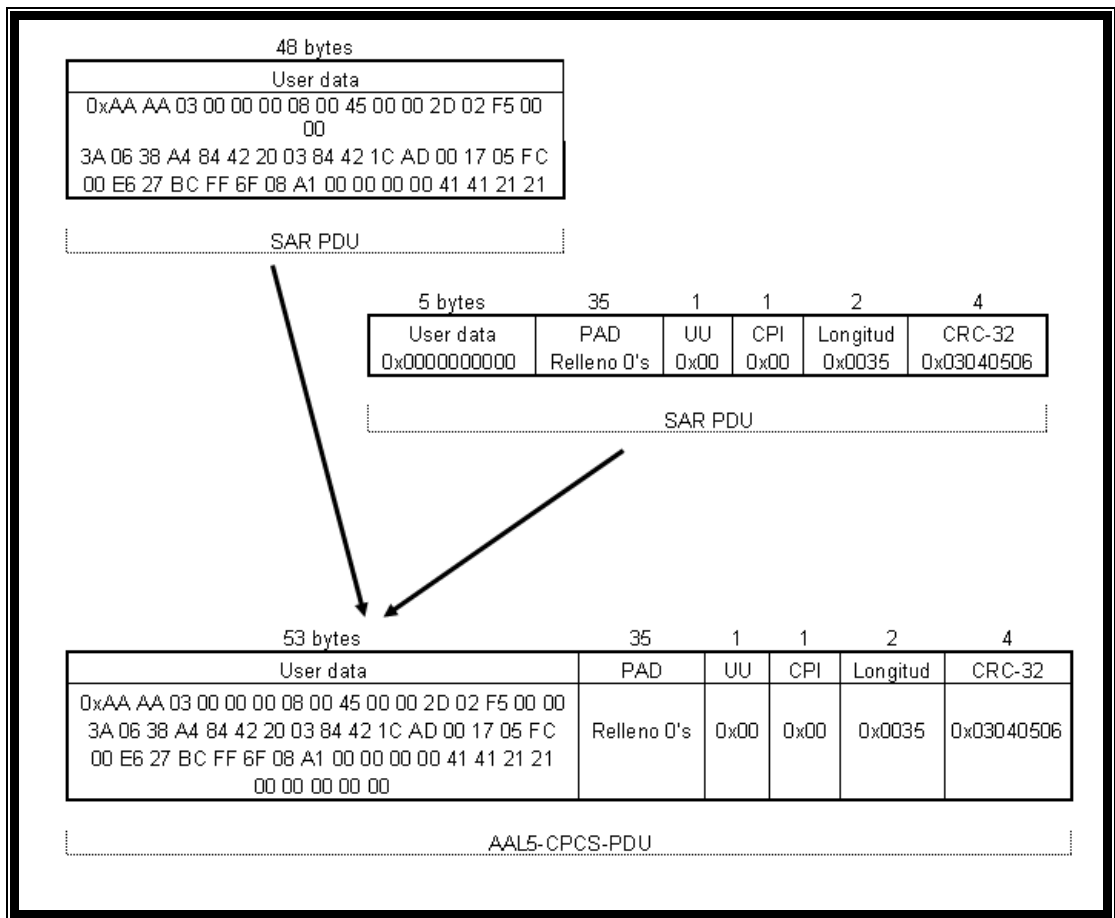 48 bytes
User data
0xAA AA 03 00 00 00 08 00 45 00 00 2D 02 F5 00
00
3A 06 38 A4 84 42 20 03 84 42 1C AD 00 17 05 FC
00 E6 27 BC FF 6F 08 A1 00 00 00 00 41 41 21 21
SAR PDU
5 bytes 35 1 1 2 4
User data PAD UU CPI Longitud CRC-32
0x0000000000 Relleno 0's 0x00 0x00 0x0035 0x03040506
SAR PDU
53 bytes 35 1 1 2 4
User data PAD UU CPI Longitud CRC-32
0xAA AA 03 00 00 00 08 00 45 00 00 2D 02 F5 00 00
3A 06 38 A4 84 42 20 03 84 42 1C AD 00 17 05 FC Relleno 0's 0x00 0x00 0x0035 0x03040506
00 E6 27 BC FF 6F 08 A1 00 00 00 00 41 41 21 21
00 00 00 00 00
AAL5-CPCS-PDU